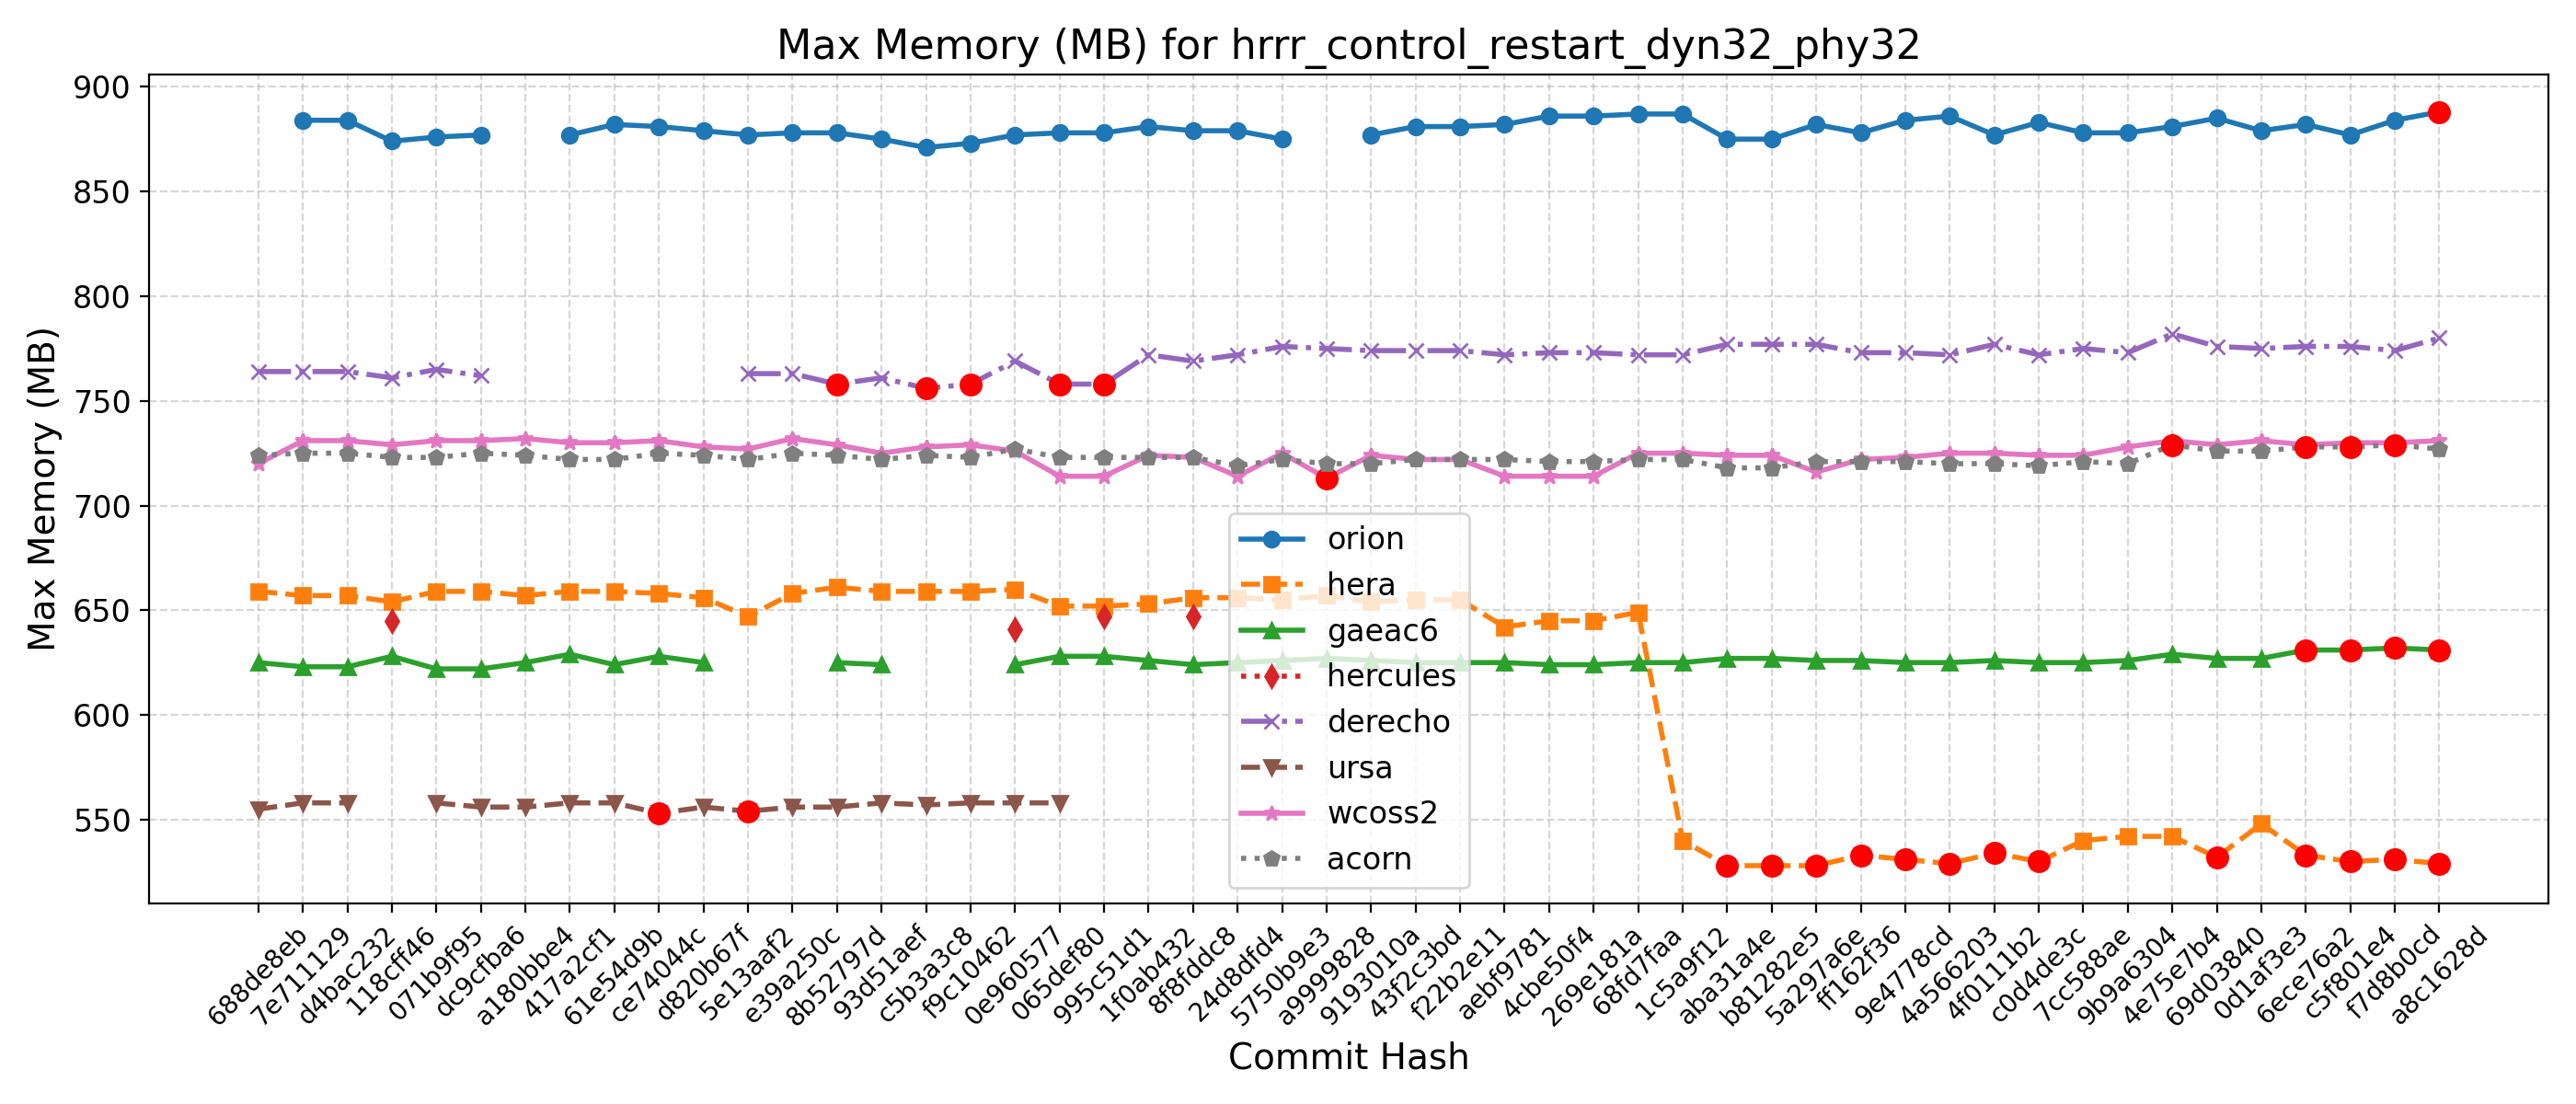 Max Memory (MB) for hrrr_control_restart_dyn32_phy32
Max Memory (MB)
900
850
800
750
700
650
600
550
orion
hera
gaeac6
hercules
derecho
ursa
wcoss2
acorn
688de8eb
7e711129
d4bac232
118cff46
071b9f95
dc9cfba6
a180bbe4
417a2cf1
61e54d9b
ce74044c
d820b67f
5e13aaf2
e39a250c
8b52797d
93d51aef
c5b3a3c8
f9c10462
0e960577
065def80
995c51d1
1f0ab432
8f8fddc8
24d8dfd4
5750b9e3
a9999828
9193010a
43f2c3bd
f22b2e11
aebf9781
4cbe50f4
269e181a
68fd7faa
1c5a9f12
aba31a4e
b81282e5
5a297a6e
ff162f36
9e4778cd
4a566203
4f0111b2
c0d4de3c
7cc588ae
9b9a6304
4e75e7b4
69d03840
0d1af3e3
6ece76a2
c5f801e4
f7d8b0cd
a8c1628d
Commit Hash